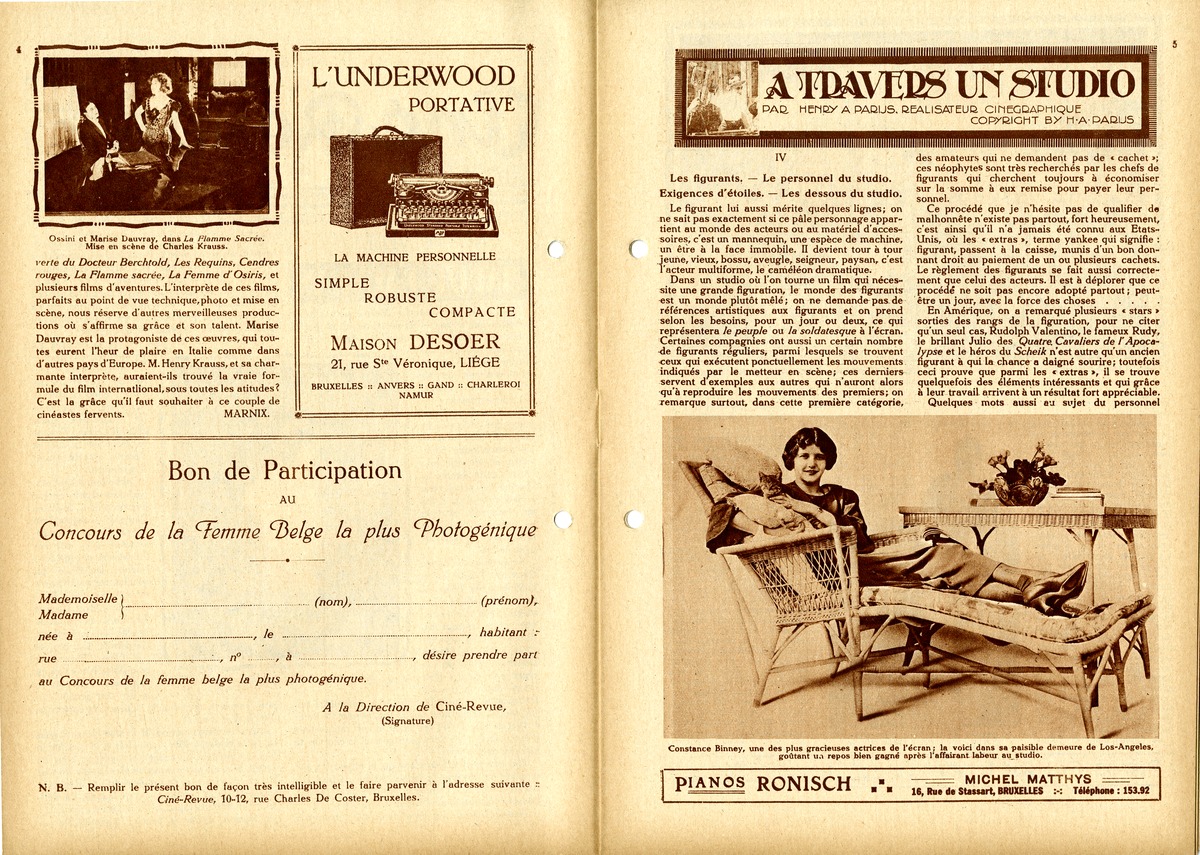 4
Ossini et Marise Dauvray, dans La Flamme Sacrée.
Mise en scène de Charles Krauss.
verte du Docteur Berchtold, Les Requins, Cendres
rouges, La Flamme sacrée, La Femme d'Osiris, et
plusieurs films d'aventures. L'interprète de ces films,
parfaits au point de vue technique, photo et mise en
scène, nous réserve d'autres merveilleuses produc-
tions où s'affirme sa grâce et son talent. Marise
Dauvray est la protagoniste de ces œuvres, qui tou-
tes eurent l'heur de plaire en Italie comme dans
d'autres pays d'Europe. M. Henry Krauss, et sa char-
mante interprète, auraient-ils trouvé la vraie for-
mule du film international, sous toutes les atitudes?
C'est la grâce qu'il faut souhaiter à ce couple de
cinéastes fervents. MARNIX.
L'UNDERWOOD
PORTATIVE
LA MACHINE PERSONNELLE
SIMPLE
ROBUSTE
COMPACTE
MAISON DESOER
21, rue Ste Véronique, LIÉGE
BRUXELLES :: ANVERS :: GAND :: CHARLEROI
NAMUR
Bon de Participation
AU
Concours de la Femme Belge la plus Photogénique
Mademoiselle
Madame } (nom), (prénom),
née à , le , habitant :
rue , nº , à , désire prendre part
au Concours de la femme belge la plus photogénique.
A la Direction de Ciné-Revue,
(Signature)
N. B. — Remplir le présent bon de façon très intelligible et le faire parvenir à l'adresse suivante :
Ciné-Revue, 10-12, rue Charles De Coster, Bruxelles.
5
A TRAVERS UN STUDIO
PAR HENRY A PARUS. REALISATEUR CINEGRAPHIQUE
COPYRIGHT BY H·A·PARUS
IV
Les figurants. — Le personnel du studio.
Exigences d'étoiles. — Les dessous du studio.
Le figurant lui aussi mérite quelques lignes; on
ne sait pas exactement si ce pâle personnage appar-
tient au monde des acteurs ou au matériel d'acces-
soires, c'est un mannequin, une espèce de machine,
un être à la face immobile. Il devient tour à tour
jeune, vieux, bossu, aveugle, seigneur, paysan, c'est
l'acteur multiforme, le caméléon dramatique.
Dans un studio où l'on tourne un film qui néces-
site une grande figuration, le monde des figurants
est un monde plutôt mêlé; on ne demande pas de
références artistiques aux figurants et on prend
selon les besoins, pour un jour ou deux, ce qui
représentera le peuple ou la soldatesque à l'écran.
Certaines compagnies ont aussi un certain nombre
de figurants réguliers, parmi lesquels se trouvent
ceux qui exécutent ponctuellement les mouvements
indiqués par le metteur en scène; ces derniers
servent d'exemples aux autres qui n'auront alors
qu'à reproduire les mouvements des premiers; on
remarque surtout, dans cette première catégorie,
des amateurs qui ne demandent pas de « cachet »;
ces néophytes sont très recherchés par les chefs de
figurants qui cherchent toujours à économiser
sur la somme à eux remise pour payer leur per-
sonnel.
Ce procédé que je n'hésite pas de qualifier de
malhonnête n'existe pas partout, fort heureusement,
c'est ainsi qu'il n'a jamais été connu aux Etats-
Unis, où les « extras », terme yankee qui signifie :
figurant, passent à la caisse, munis d'un bon don-
nant droit au paiement de un ou plusieurs cachets.
Le règlement des figurants se fait aussi correcte-
ment que celui des acteurs. Il est à déplorer que ce
procédé ne soit pas encore adopté partout; peut-
être un jour, avec la force des choses . . . . .
En Amérique, on a remarqué plusieurs « stars »
sorties des rangs de la figuration, pour ne citer
qu'un seul cas, Rudolph Valentino, le fameux Rudy,
le brillant Julio des Quatre Cavaliers de l'Apoca-
lypse et le héros du Scheik n'est autre qu'un ancien
figurant à qui la chance a daigné sourire; toutefois
ceci prouve que parmi les « extras », il se trouve
quelquefois des éléments intéressants et qui grâce
à leur travail arrivent à un résultat fort appréciable.
Quelques mots aussi au sujet du personnel
Constance Binney, une des plus gracieuses actrices de l'écran; la voici dans sa paisible demeure de Los-Angeles,
goûtant un repos bien gagné après l'affairant labeur au studio.
PIANOS RONISCH
MICHEL MATTHYS
16, Rue de Stassart, BRUXELLES :-: Téléphone : 153.92